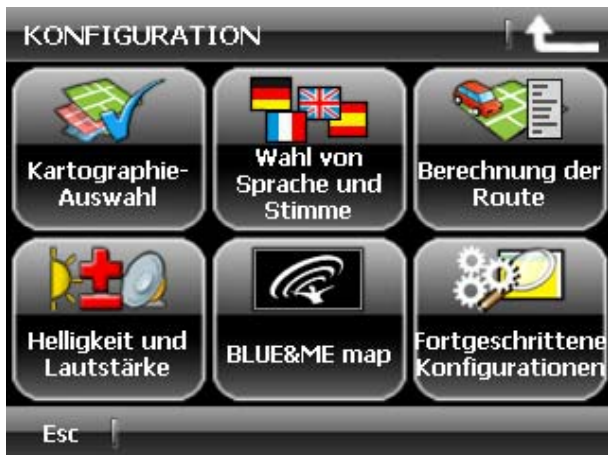 KONFIGURATION
Kartographie-
Auswahl
Wahl von
Sprache und
Stimme
Berechnung der
Route
Helligkeit und
Lautstärke
BLUE&ME map
Fortgeschrittene
Konfigurationen
Esc